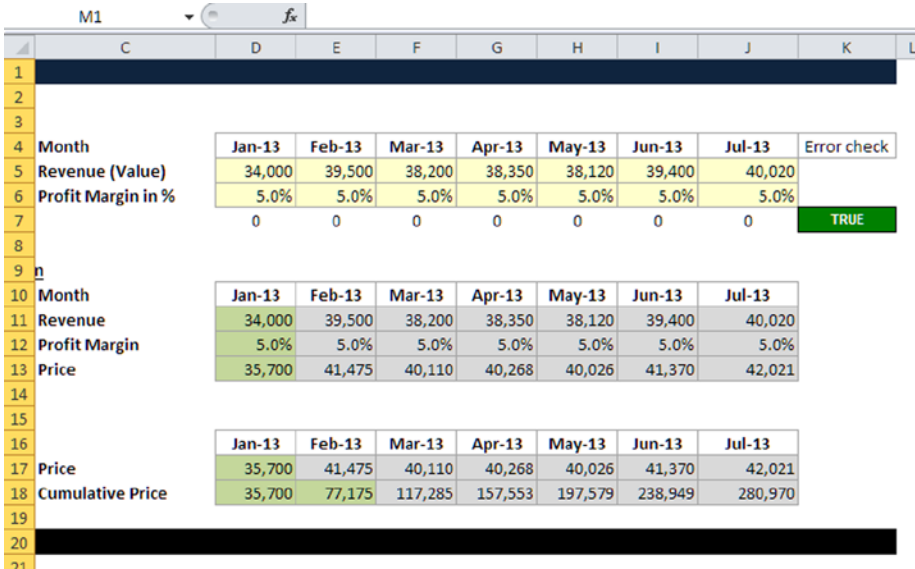 M1 fx
C D E F G H I J K L
1
2
3
4 Month Jan-13 Feb-13 Mar-13 Apr-13 May-13 Jun-13 Jul-13 Error check
5 Revenue (Value) 34,000 39,500 38,200 38,350 38,120 39,400 40,020
6 Profit Margin in % 5.0% 5.0% 5.0% 5.0% 5.0% 5.0% 5.0%
7 0 0 0 0 0 0 0 TRUE
8
9 n
10 Month Jan-13 Feb-13 Mar-13 Apr-13 May-13 Jun-13 Jul-13
11 Revenue 34,000 39,500 38,200 38,350 38,120 39,400 40,020
12 Profit Margin 5.0% 5.0% 5.0% 5.0% 5.0% 5.0% 5.0%
13 Price 35,700 41,475 40,110 40,268 40,026 41,370 42,021
14
15
16 Jan-13 Feb-13 Mar-13 Apr-13 May-13 Jun-13 Jul-13
17 Price 35,700 41,475 40,110 40,268 40,026 41,370 42,021
18 Cumulative Price 35,700 77,175 117,285 157,553 197,579 238,949 280,970
19
20
21